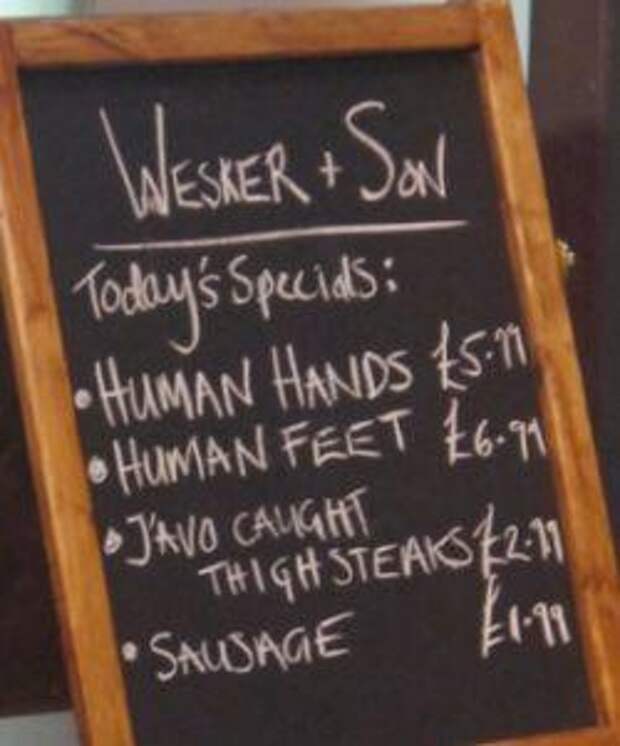 WESKER + SON
Today's Specials:
• HUMAN HANDS £5.99
• HUMAN FEET £6.99
• J'AVO CAUGHT
THIGH STEAKS £2.99
• SAUSAGE £1.99